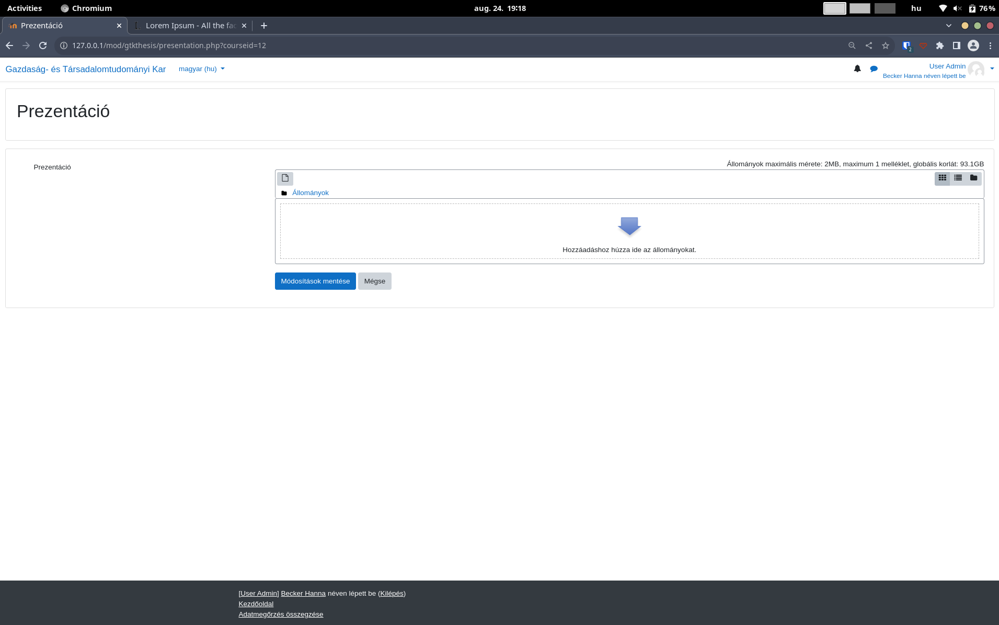 Activities Chromium aug. 24. 19:18 hu 76%
Prezentáció Lorem Ipsum - All the fac
127.0.0.1/mod/gtkthesis/presentation.php?courseid=12 2
Gazdaság- és Társadalomtudományi Kar magyar (hu) User Admin
Becker Hanna néven lépett be
Prezentáció
Állományok maximális mérete: 2MB, maximum 1 melléklet, globális korlát: 93.1GB
Prezentáció
Állományok
Hozzáadáshoz húzza ide az állományokat.
Módosítások mentése Mégse
[User Admin] Becker Hanna néven lépett be (Kilépés)
Kezdőoldal
Adatmegőrzés összegzése